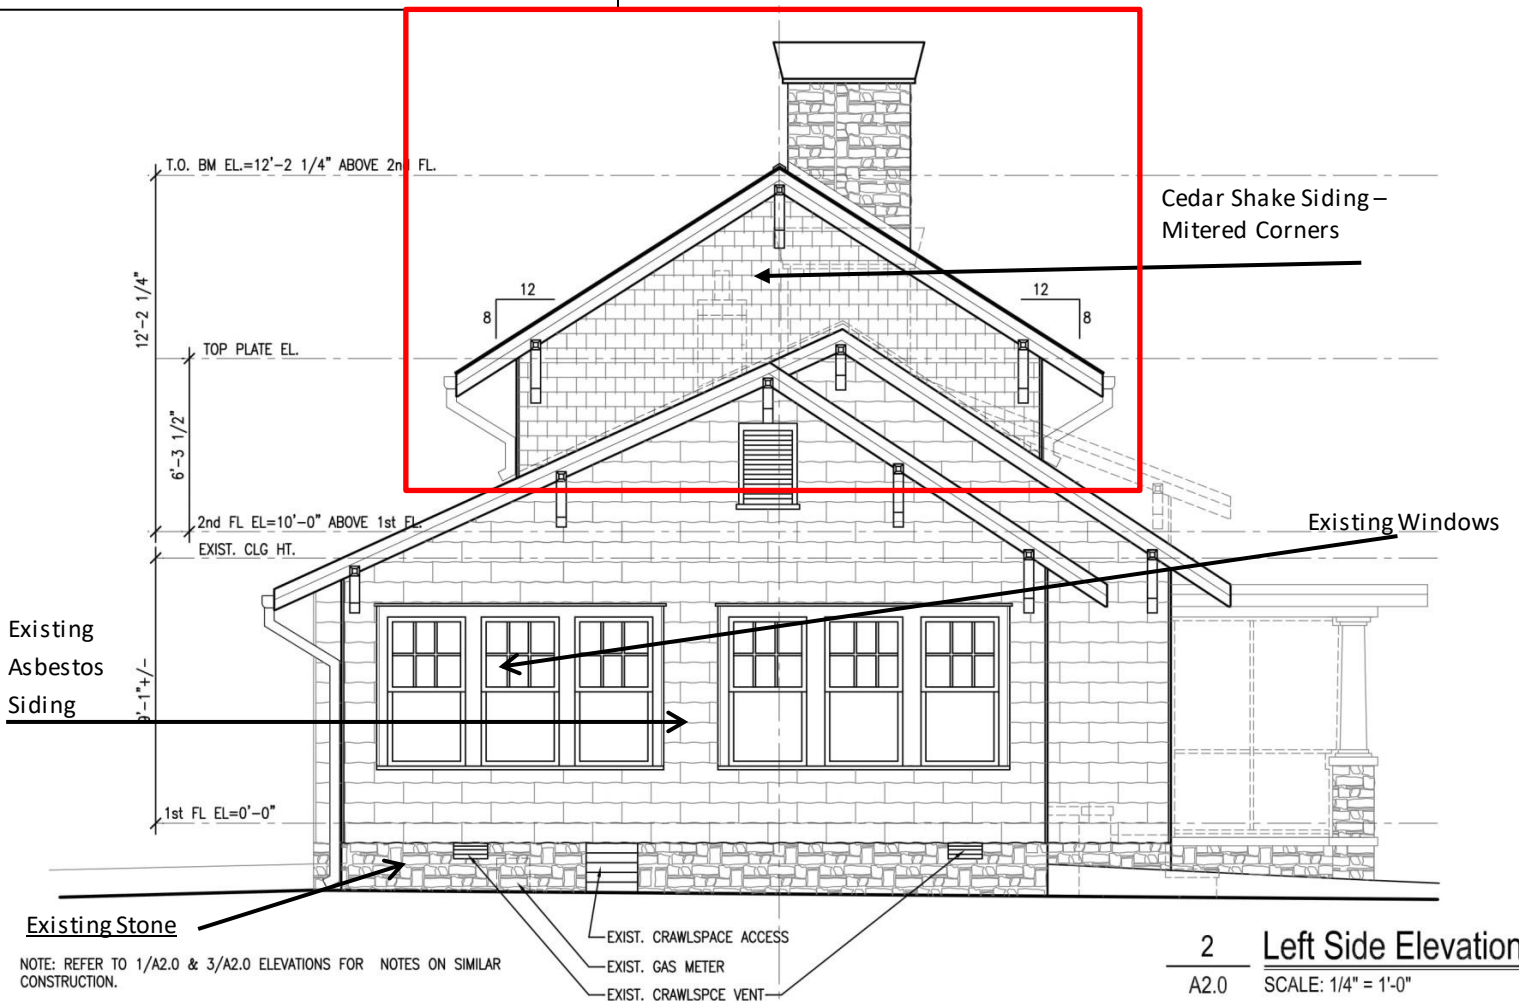 T.O. BM EL.=12'-2 1/4" ABOVE 2nd FL.
Cedar Shake Siding –
Mitered Corners
12'-2 1/4"
12
8
12
8
TOP PLATE EL.
6'-3 1/2"
2nd FL EL=10'-0" ABOVE 1st FL.
EXIST. CLG HT.
Existing Windows
Existing
Asbestos
Siding
9'-1"+/-
1st FL EL=0'-0"
Existing Stone
EXIST. CRAWLSPACE ACCESS
EXIST. GAS METER
EXIST. CRAWLSPCE VENT
NOTE: REFER TO 1/A2.0 & 3/A2.0 ELEVATIONS FOR NOTES ON SIMILAR
CONSTRUCTION.
2 Left Side Elevation
A2.0 SCALE: 1/4" = 1'-0"